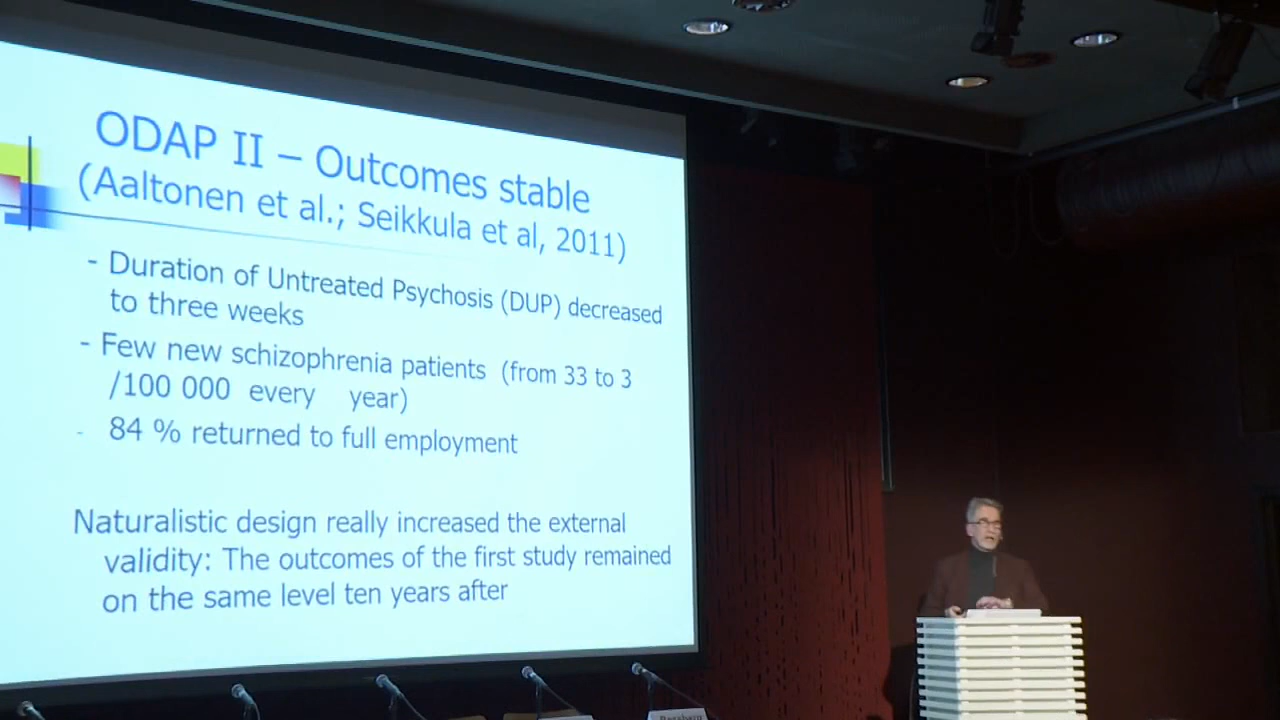 ODAP II – Outcomes stable
(Aaltonen et al.; Seikkula et al, 2011)
- Duration of Untreated Psychosis (DUP) decreased
to three weeks
- Few new schizophrenia patients (from 33 to 3
/100 000 every year)
- 84 % returned to full employment
Naturalistic design really increased the external
validity: The outcomes of the first study remained
on the same level ten years after